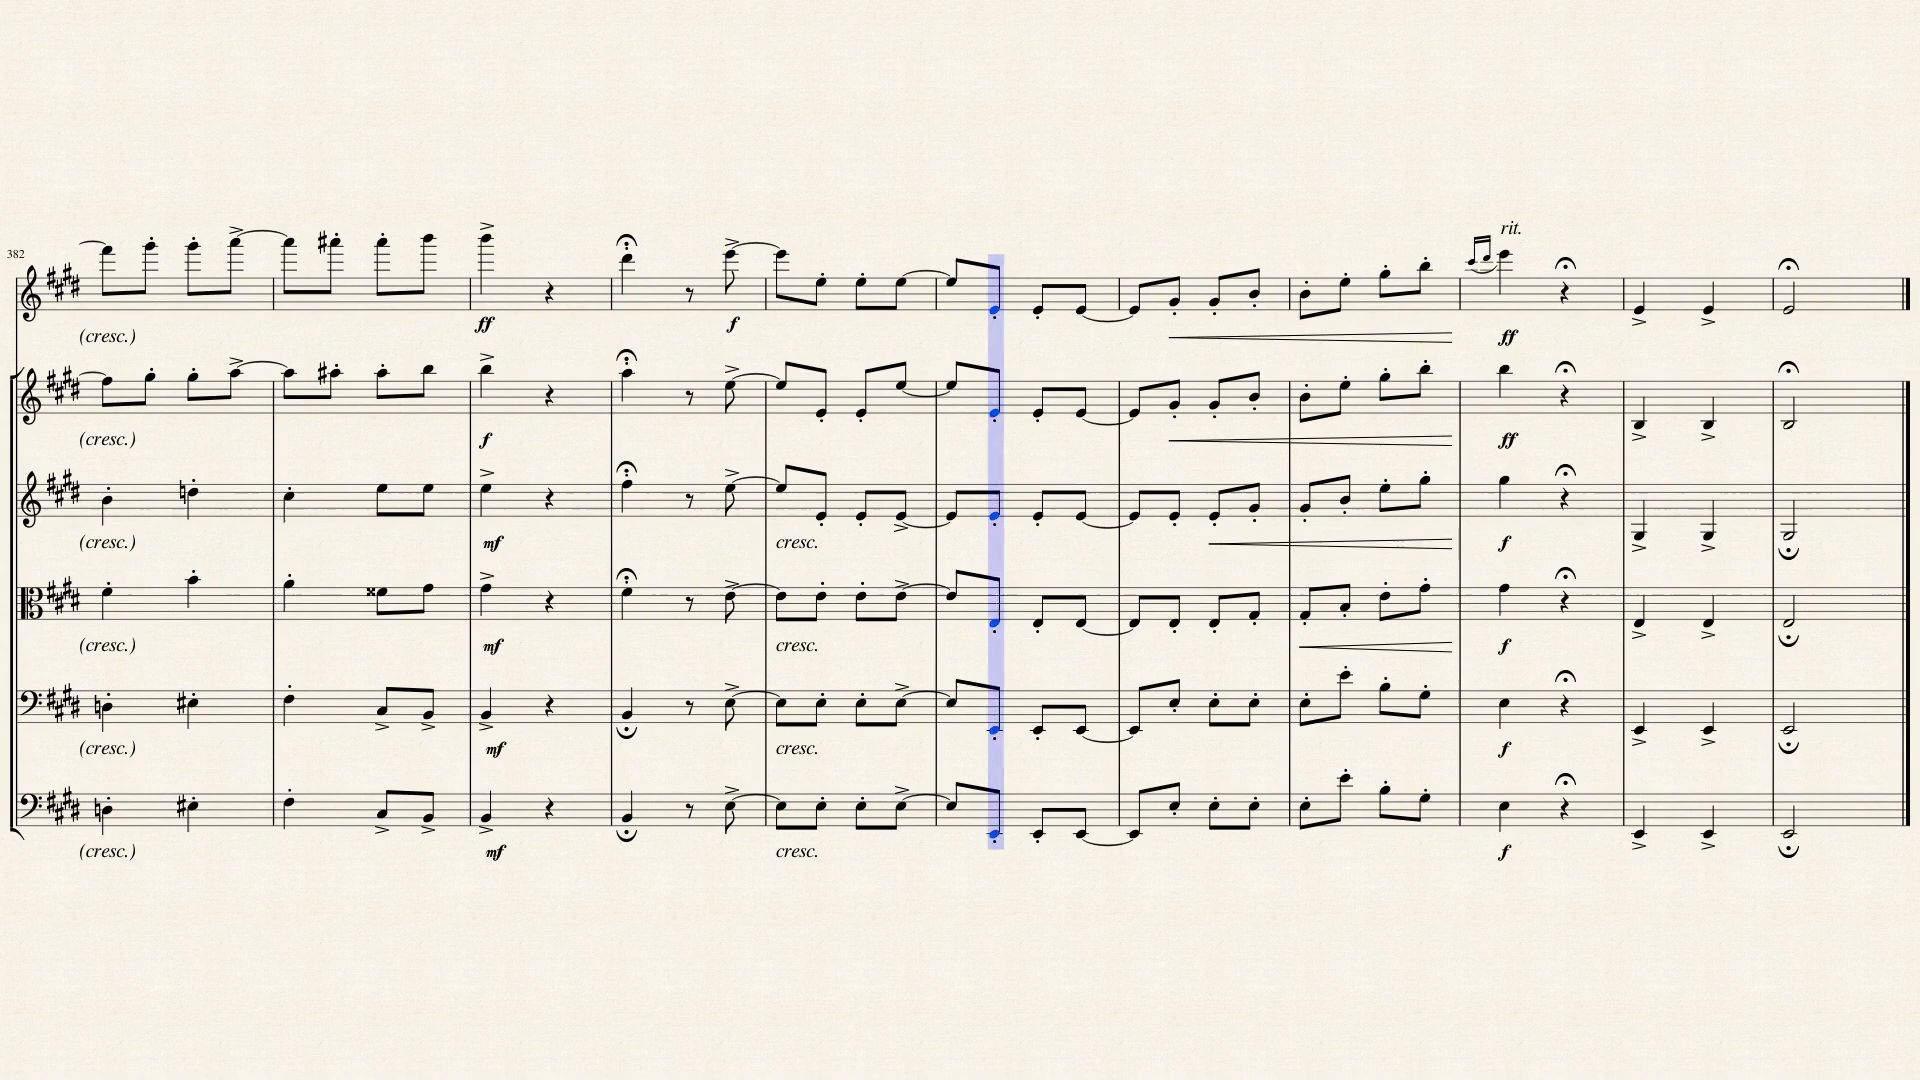 rit.
382
ff
f
(cresc.)
ff
(cresc.)
f
ff
(cresc.)
cresc.
f
mf
(cresc.)
mf
cresc.
f
(cresc.)
mf
cresc.
f
(cresc.)
mf
cresc.
f